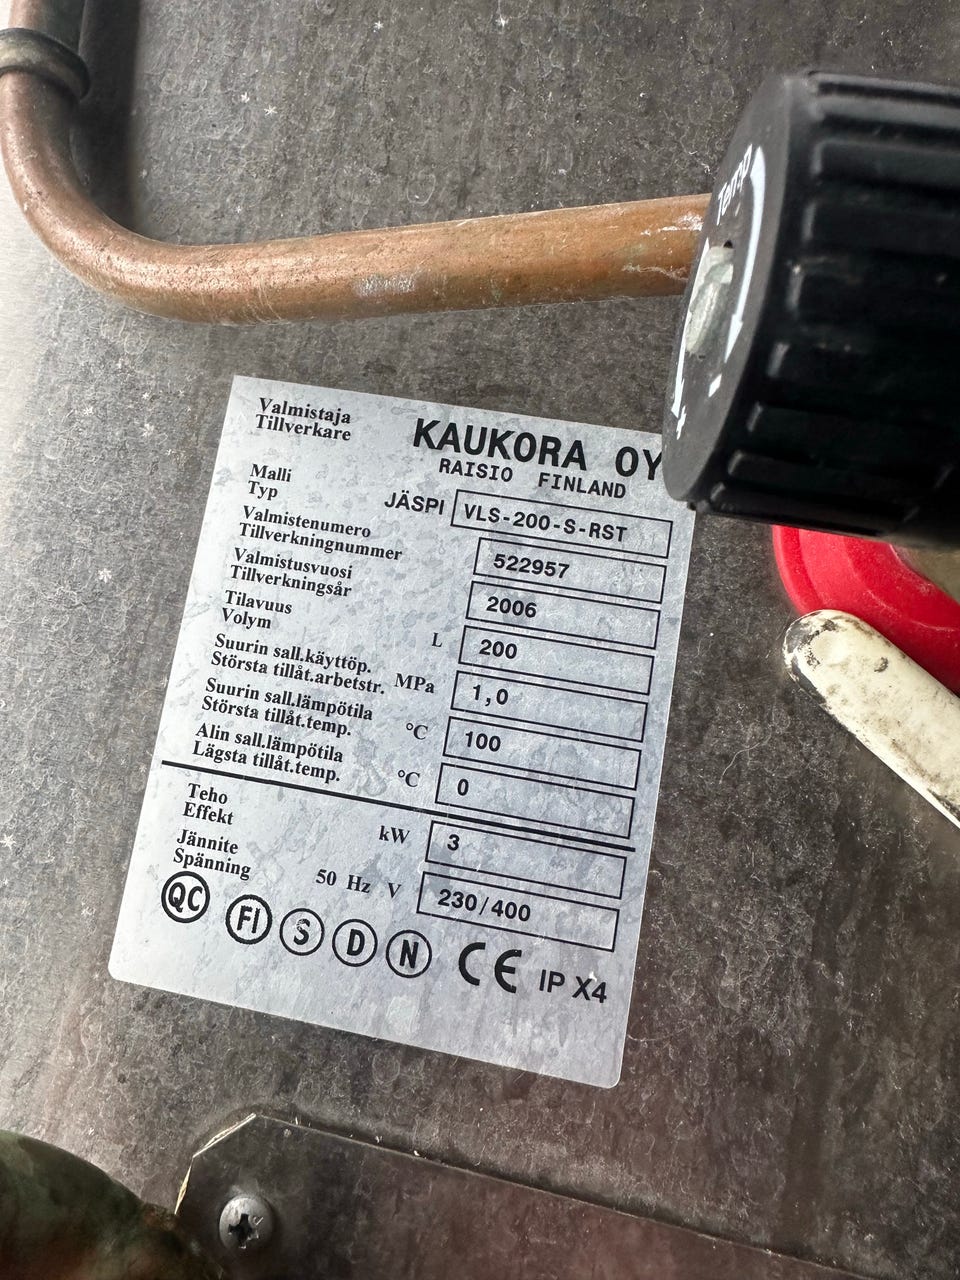 Temp
+
Valmistaja
Tillverkare
KAUKORA OY
RAISIO FINLAND
Malli
Typ
JÄSPI VLS-200-S-RST
Valmistenumero
Tillverkningnummer
522957
Valmistusvuosi
Tillverkningsår
2006
Tilavuus
Volym
L 200
Suurin sall.käyttöp.
Största tillåt.arbetstr.
MPa 1,0
Suurin sall.lämpötila
Största tillåt.temp.
°C 100
Alin sall.lämpötila
Lägsta tillåt.temp.
°C 0
Teho
Effekt
kW 3
Jännite
Spänning
50 Hz V 230/400
QC FI S D N CE IP X4